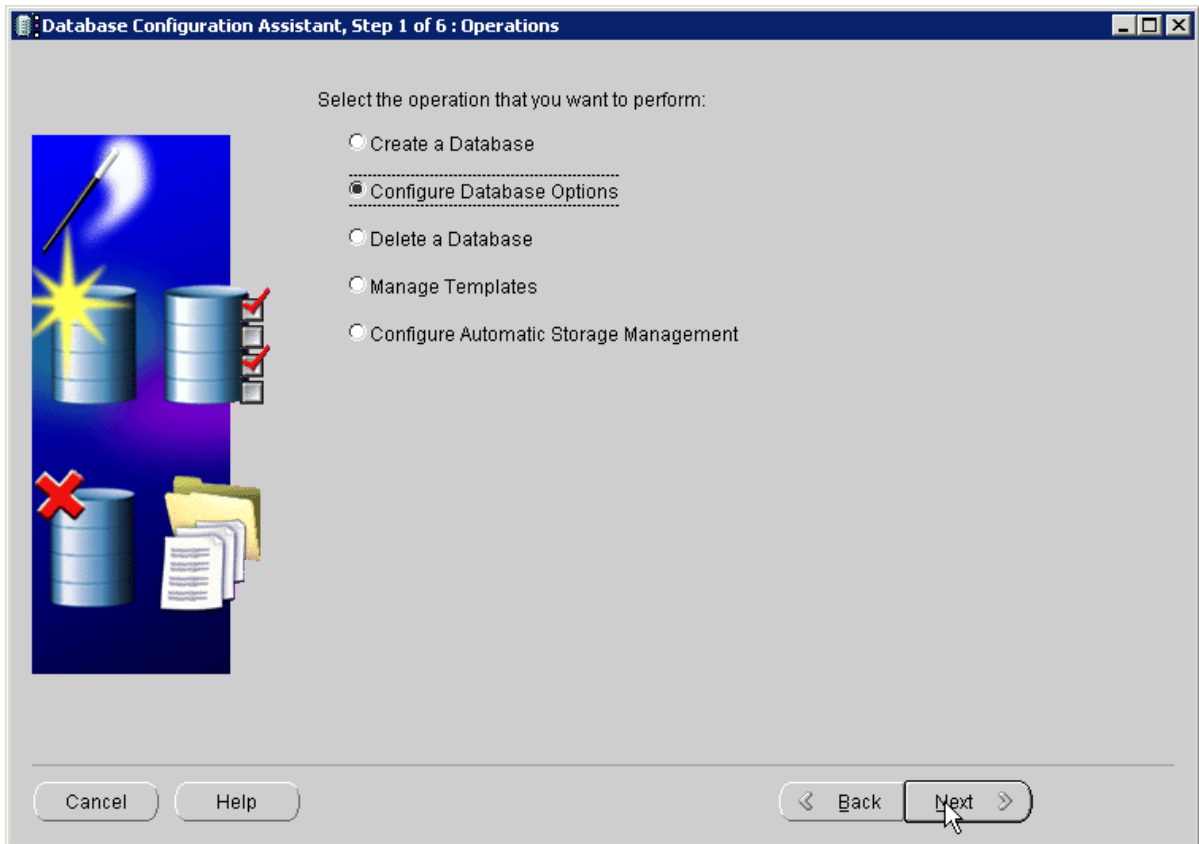 Database Configuration Assistant, Step 1 of 6 : Operations
Select the operation that you want to perform:
Create a Database
Configure Database Options
Delete a Database
Manage Templates
Configure Automatic Storage Management
Cancel
Help
Back
Next